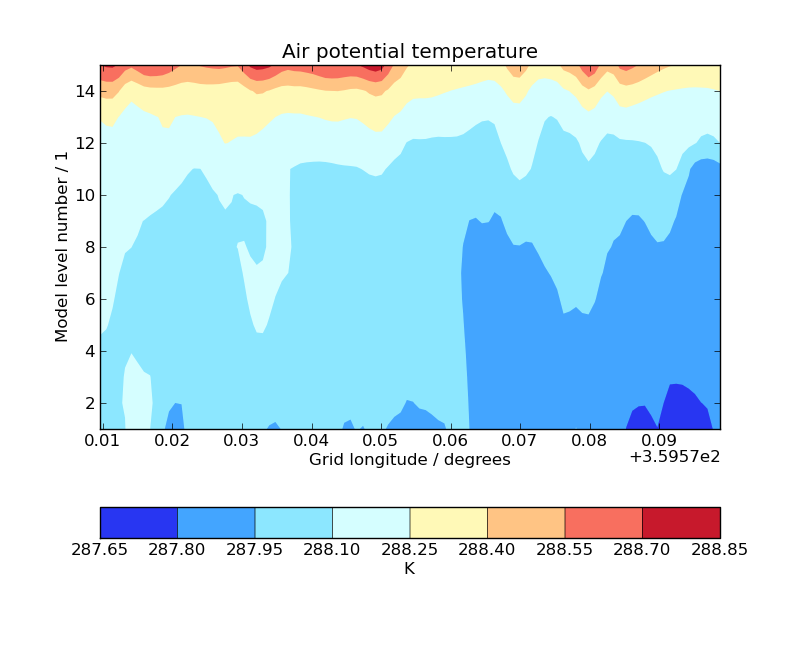 Air potential temperature
Model level number / 1
14
12
10
8
6
4
2
0.01 0.02 0.03 0.04 0.05 0.06 0.07 0.08 0.09
Grid longitude / degrees
+3.5957e2
287.65 287.80 287.95 288.10 288.25 288.40 288.55 288.70 288.85
K